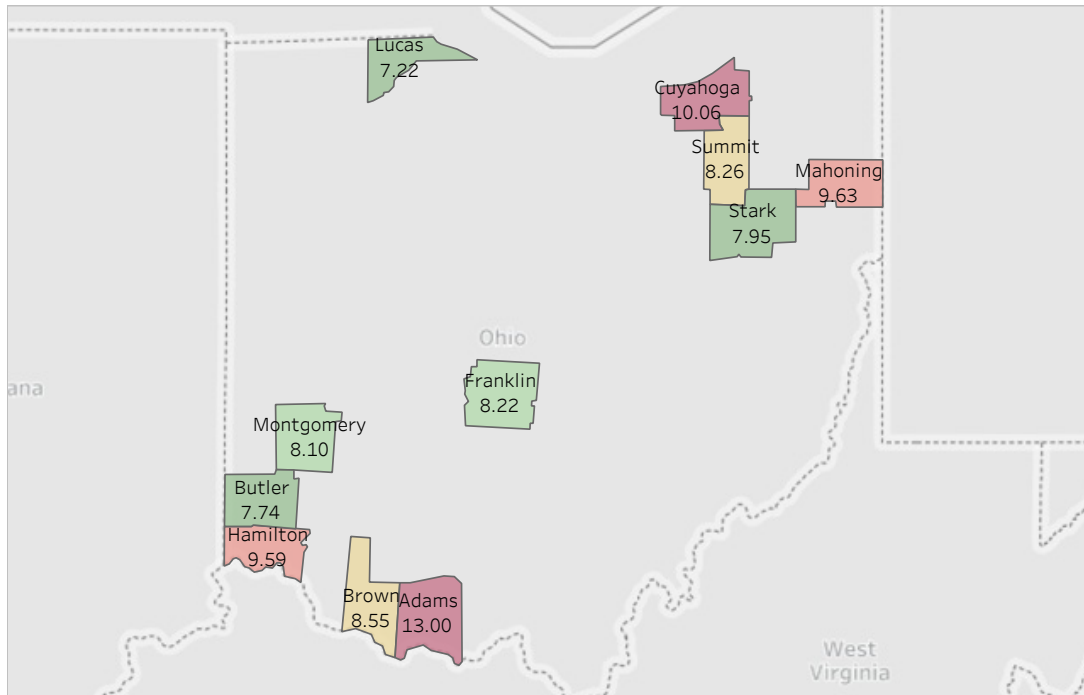 Lucas
7.22
Cuyahoga
10.06
Summit
8.26
Mahoning
9.63
Stark
7.95
Ohio
Franklin
8.22
ana
Montgomery
8.10
Butler
7.74
Hamilton
9.59
Brown
8.55
Adams
13.00
West
Virginia